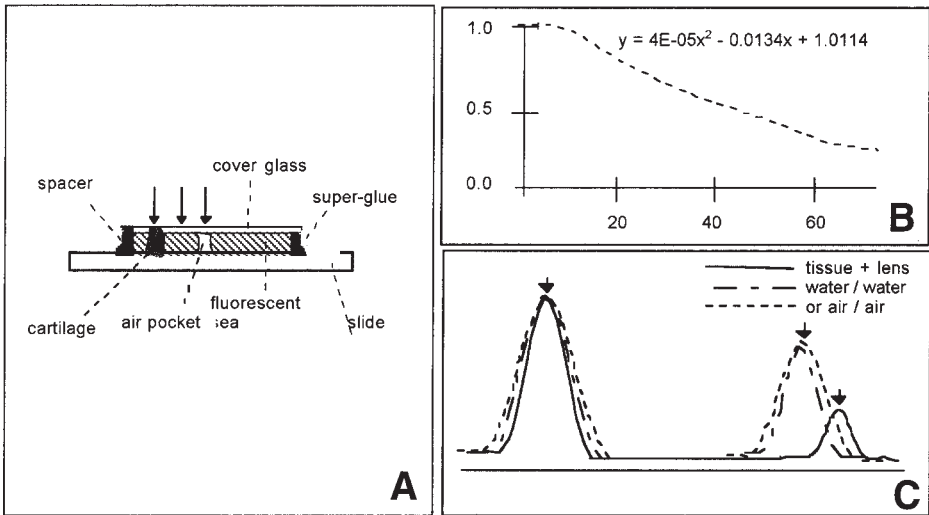 cover glass
spacer
super-glue
fluorescent
cartilage
air pocket
sea
slide
A
1.0
y = 4E-05x² - 0.0134x + 1.0114
0.5
0.0
20
40
60
B
tissue + lens
water / water
or air / air
C